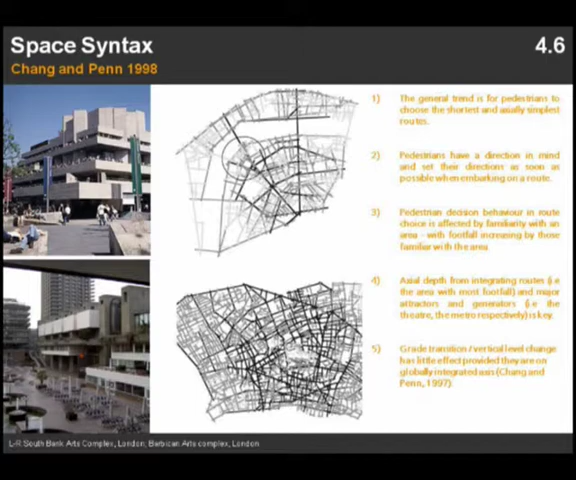 Space Syntax
4.6
Chang and Penn 1998
1) The general trend is for pedestrians to
choose the shortest and axially simplest
routes.
2) Pedestrians have a direction in mind
and set their directions as soon as
possible when embarking on a route.
3) Pedestrian decision behaviour in route
choice is affected by familiarity with an
area - with footfall increasing by those
familiar with the area
4) Axial depth from integrating routes (i.e
the area with most footfall) and major
attractors and generators (i.e the
theatre, the metro respectively) is key.
5) Grade transition / vertical level change
has little effect provided they are on
globally integrated axis (Chang and
Penn, 1997).
L-R: South Bank Arts Complex, London; Barbican Arts complex, London